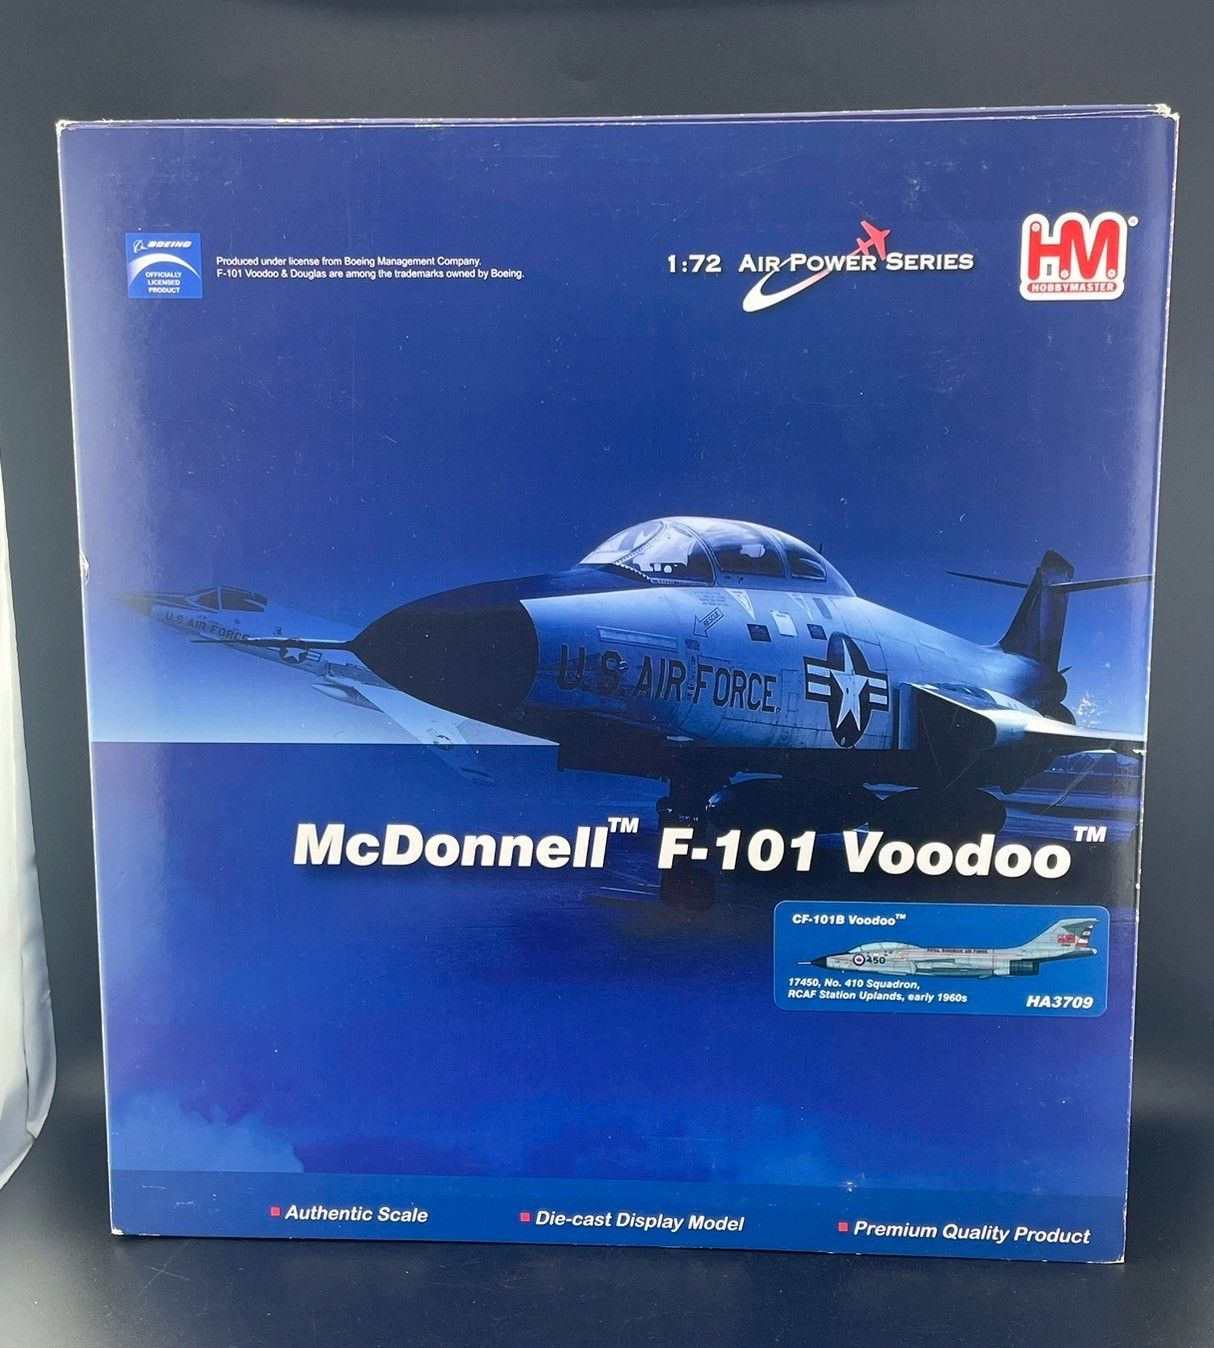 BOEING
OFFICIALLY
LICENSED
PRODUCT
Produced under license from Boeing Management Company.
F-101 Voodoo & Douglas are among the trademarks owned by Boeing.
1:72 AIR POWER SERIES
HM
HOBBYMASTER
U.S. AIR FORCE
RESCUE
U.S. AIR FORCE
McDonnell™ F-101 Voodoo™
CF-101B Voodoo™
450
17450, No. 410 Squadron,
RCAF Station Uplands, early 1960s
HA3709
Authentic Scale
Die-cast Display Model
Premium Quality Product